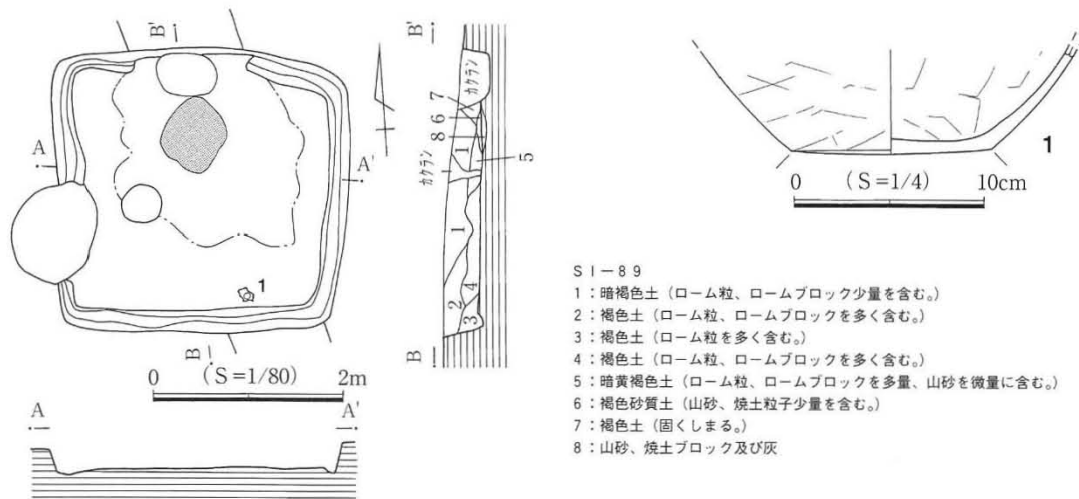 B'
A
A'
1
B
0 (S=1/80) 2m
A A'
B'
カクラン
7
6
8
カクラン
1
5
1
2
4
3
B
1
0 (S=1/4) 10cm
SI-89
1:暗褐色土(ローム粒、ロームブロック少量を含む。)
2:褐色土(ローム粒、ロームブロックを多く含む。)
3:褐色土(ローム粒を多く含む。)
4:褐色土(ローム粒、ロームブロックを多く含む。)
5:暗黄褐色土(ローム粒、ロームブロックを多量、山砂を微量に含む。)
6:褐色砂質土(山砂、焼土粒子少量を含む。)
7:褐色土(固くしまる。)
8:山砂、焼土ブロック及び灰